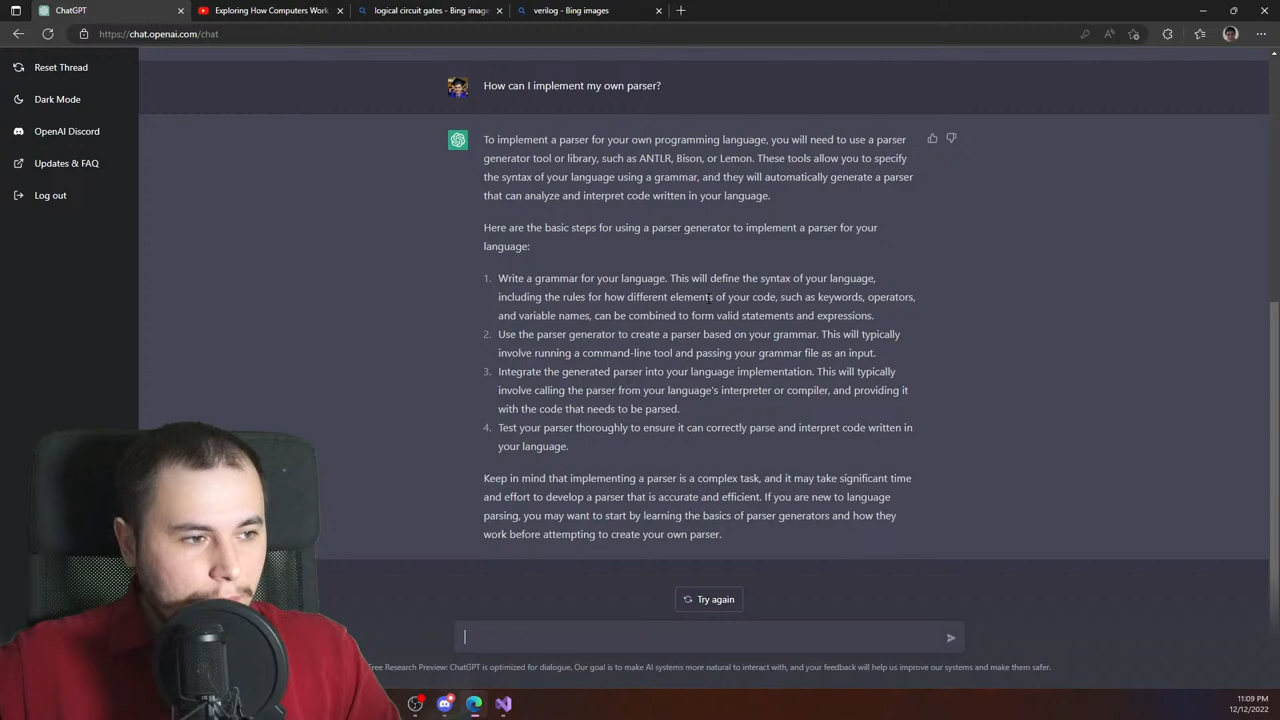 ChatGPT
Exploring How Computers Work
logical circuit gates - Bing images
verilog - Bing images
https://chat.openai.com/chat
Reset Thread
Dark Mode
OpenAI Discord
Updates & FAQ
Log out
How can I implement my own parser?
To implement a parser for your own programming language, you will need to use a parser
generator tool or library, such as ANTLR, Bison, or Lemon. These tools allow you to specify
the syntax of your language using a grammar, and they will automatically generate a parser
that can analyze and interpret code written in your language.
Here are the basic steps for using a parser generator to implement a parser for your
language:
1. Write a grammar for your language. This will define the syntax of your language,
including the rules for how different elements of your code, such as keywords, operators,
and variable names, can be combined to form valid statements and expressions.
2. Use the parser generator to create a parser based on your grammar. This will typically
involve running a command-line tool and passing your grammar file as an input.
3. Integrate the generated parser into your language implementation. This will typically
involve calling the parser from your language's interpreter or compiler, and providing it
with the code that needs to be parsed.
4. Test your parser thoroughly to ensure it can correctly parse and interpret code written in
your language.
Keep in mind that implementing a parser is a complex task, and it may take significant time
and effort to develop a parser that is accurate and efficient. If you are new to language
parsing, you may want to start by learning the basics of parser generators and how they
work before attempting to create your own parser.
Try again
Free Research Preview: ChatGPT is optimized for dialogue. Our goal is to make AI systems more natural to interact with, and your feedback will help us improve our systems and make them safer.
11:09 PM
12/12/2022